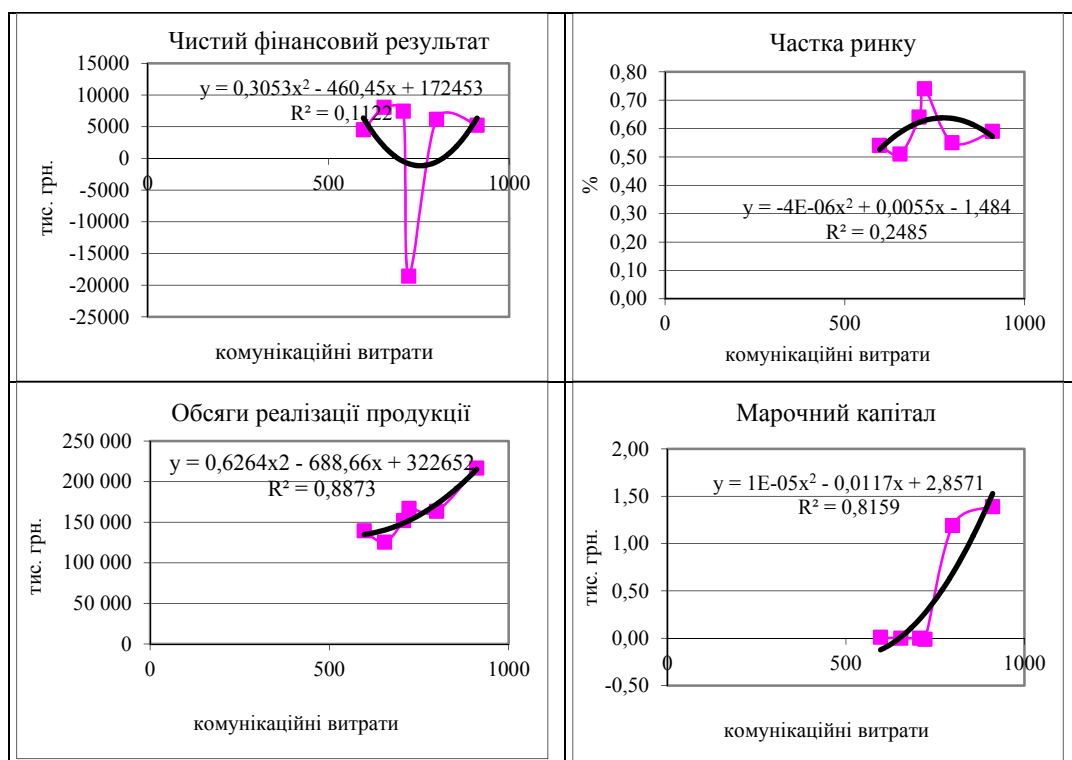 Чистий фінансовий результат
15000
10000
5000
0
-5000
-10000
-15000
-20000
-25000
0
500
1000
y = 0,3053x² - 460,45x + 172453
R² = 0,1122
тис. грн.
комунікаційні витрати
Частка ринку
0,80
0,70
0,60
0,50
0,40
0,30
0,20
0,10
0,00
0
500
1000
y = -4E-06x² + 0,0055x - 1,484
R² = 0,2485
%
комунікаційні витрати
Обсяги реалізації продукції
250 000
200 000
150 000
100 000
50 000
0
0
500
1000
y = 0,6264x2 - 688,66x + 322652
R² = 0,8873
тис. грн.
комунікаційні витрати
Марочний капітал
2,00
1,50
1,00
0,50
0,00
-0,50
0
500
1000
y = 1E-05x² - 0,0117x + 2,8571
R² = 0,8159
тис. грн.
комунікаційні витрати